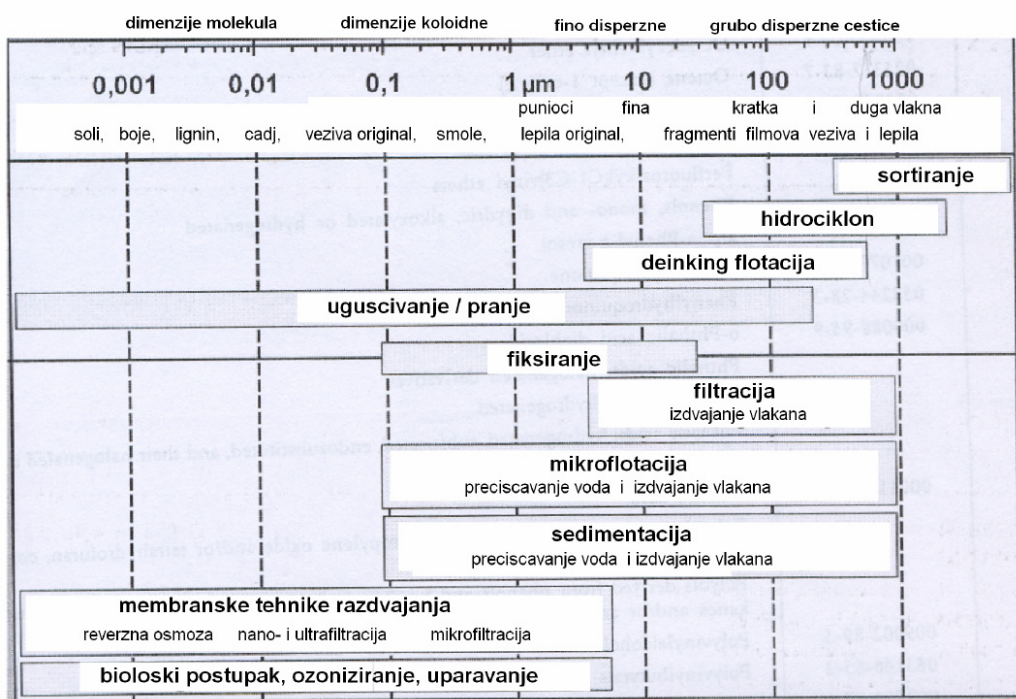 dimenzije molekula dimenzije koloidne fino disperzne grubo disperzne cestice
0,001 0,01 0,1 1 µm 10 100 1000
punioci fina kratka i duga vlakna
soli, boje, lignin, cadj, veziva original, smole, lepila original, fragmenti filmova veziva i lepila
sortiranje
hidrociklon
deinking flotacija
uguscivanje / pranje
fiksiranje
filtracija
izdvajanje vlakana
mikroflotacija
preciscavanje voda i izdvajanje vlakana
sedimentacija
preciscavanje voda i izdvajanje vlakana
membranske tehnike razdvajanja
reverzna osmoza nano- i ultrafiltracija mikrofiltracija
bioloski postupak, ozoniziranje, uparavanje